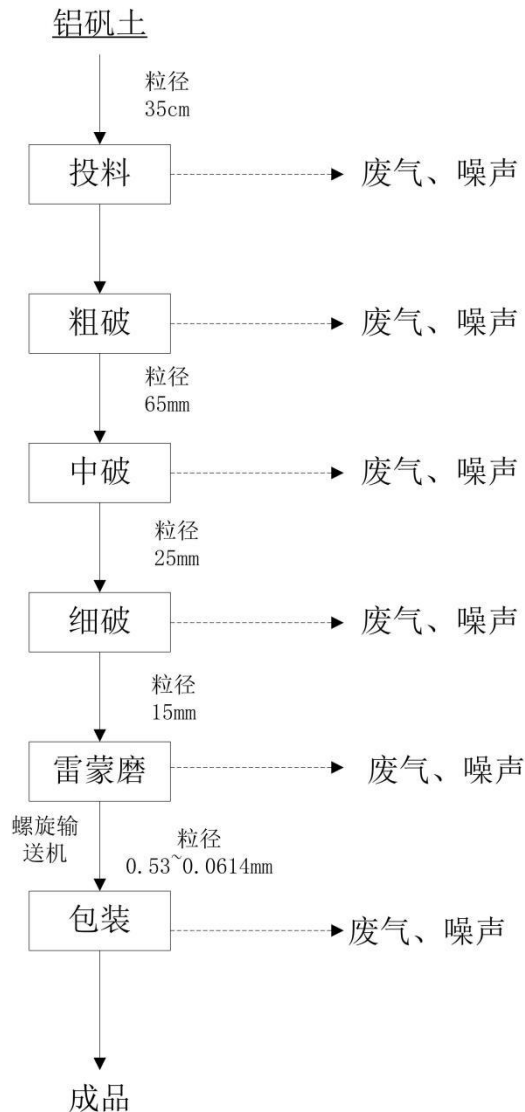 铝矾土
粒径
35cm
投料
废气、噪声
粗破
废气、噪声
粒径
65mm
中破
废气、噪声
粒径
25mm
细破
废气、噪声
粒径
15mm
雷蒙磨
废气、噪声
螺旋输
送机
粒径
0.53~0.0614mm
包装
废气、噪声
成品